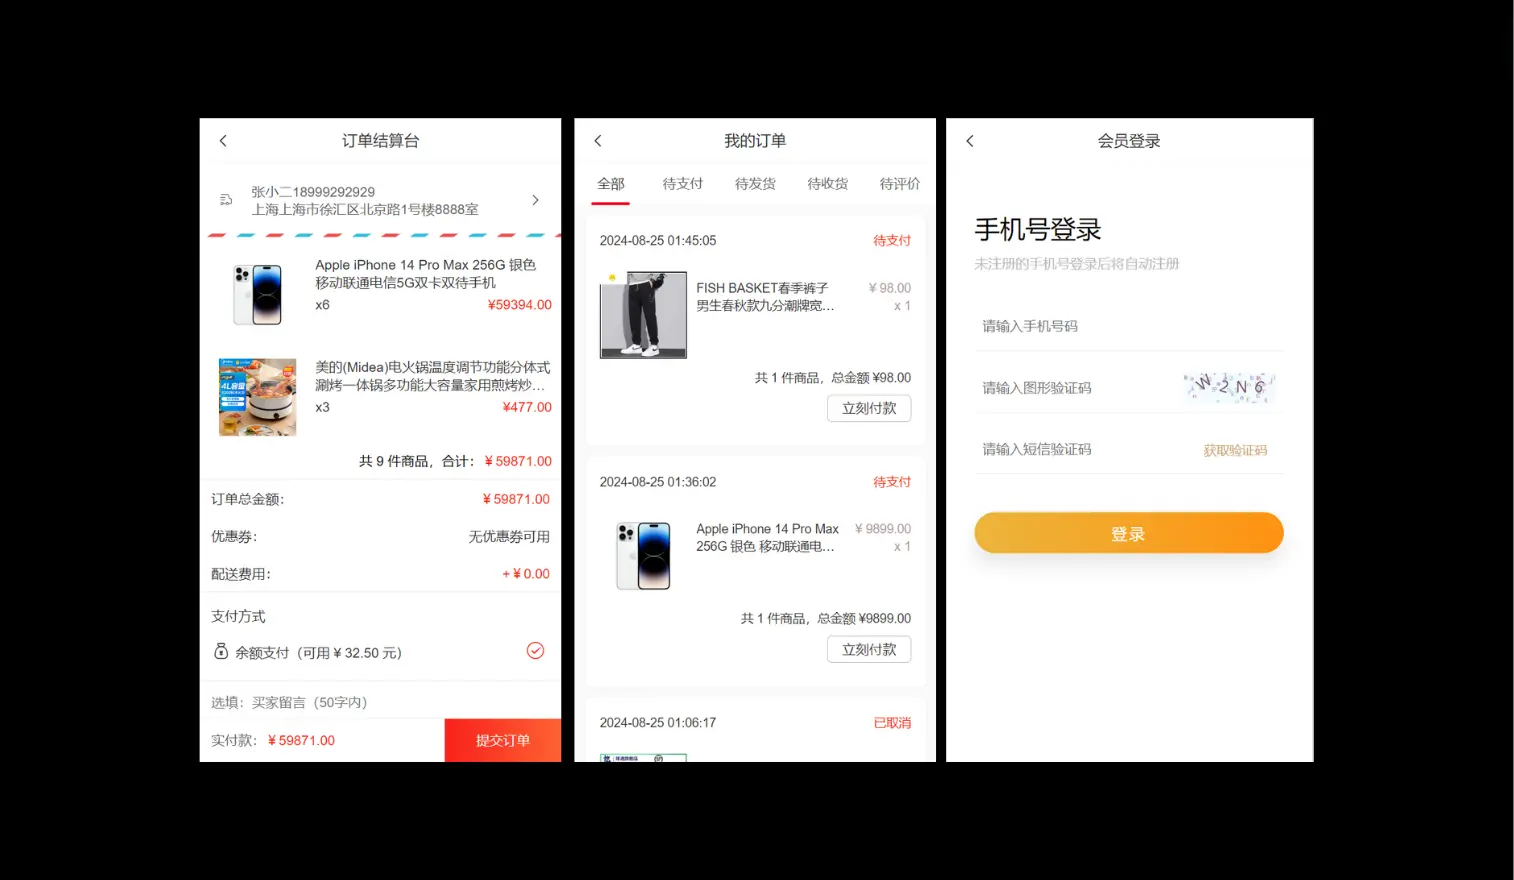 订单结算台
张小二18999292929
上海上海市徐汇区北京路1号楼8888室
Apple iPhone 14 Pro Max 256G 银色
移动联通电信5G双卡双待手机
x6
¥59394.00
4L容量
美的(Midea)电火锅温度调节功能分体式
涮烤一体锅多功能大容量家用煎烤炒…
x3
¥477.00
共 9 件商品，合计：¥ 59871.00
订单总金额：
¥ 59871.00
优惠券：
无优惠券可用
配送费用：
+ ¥ 0.00
支付方式
余额支付（可用 ¥ 32.50 元）
选填：买家留言（50字内）
实付款：¥ 59871.00
提交订单
我的订单
全部
待支付
待发货
待收货
待评价
2024-08-25 01:45:05
待支付
FISH BASKET春季裤子
男生春秋款九分潮牌宽…
¥ 98.00
x 1
共 1 件商品，总金额 ¥98.00
立刻付款
2024-08-25 01:36:02
待支付
Apple iPhone 14 Pro Max
256G 银色 移动联通电…
¥ 9899.00
x 1
共 1 件商品，总金额 ¥9899.00
立刻付款
2024-08-25 01:06:17
已取消
会员登录
手机号登录
未注册的手机号登录后将自动注册
请输入手机号码
请输入图形验证码
W2N6
请输入短信验证码
获取验证码
登录